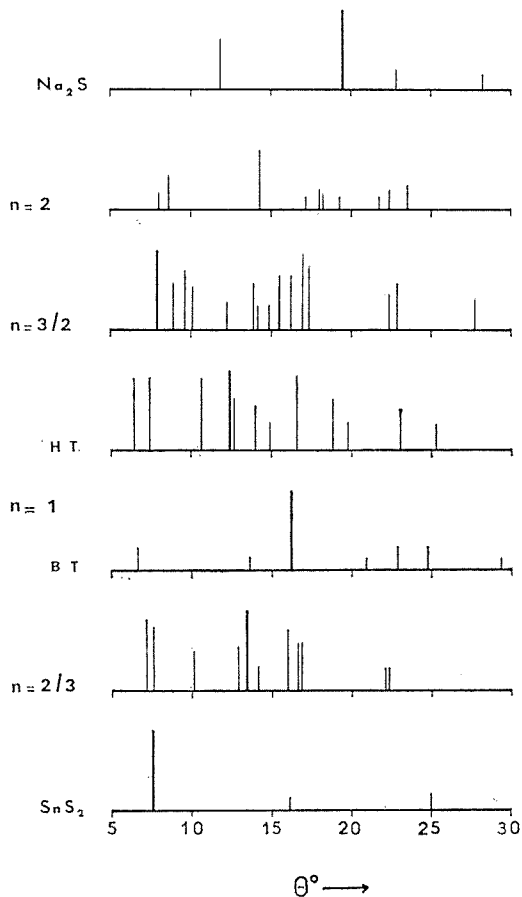 Na₂S
n = 2
n = 3/2
H T.
n = 1
B T
n = 2/3
SnS₂
5 10 15 20 25 30
Θ° →